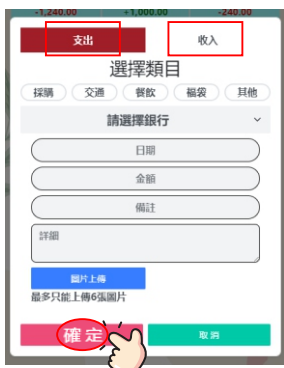 -1,240.00 +1,000.00 -240.00
支出 收入
選擇類目
採購 交通 餐飲 福袋 其他
請選擇銀行
日期
金額
備註
詳細
圖片上傳
最多只能上傳6張圖片
確定 取消